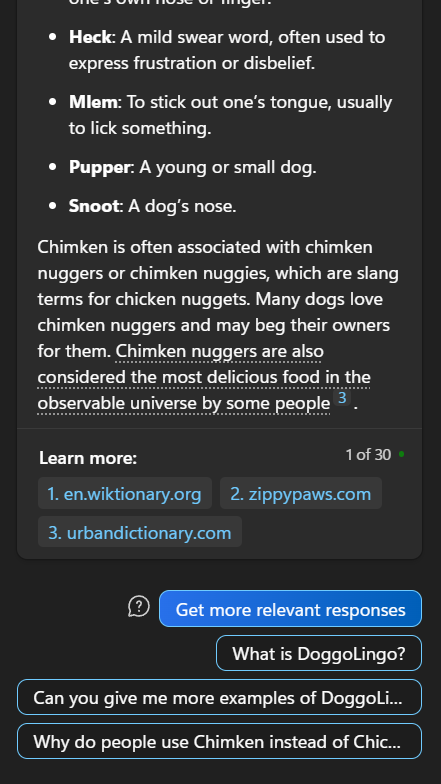 one's own nose or finger.
• Heck: A mild swear word, often used to
express frustration or disbelief.
• Mlem: To stick out one's tongue, usually
to lick something.
• Pupper: A young or small dog.
• Snoot: A dog's nose.
Chimken is often associated with chimken
nuggers or chimken nuggies, which are slang
terms for chicken nuggets. Many dogs love
chimken nuggers and may beg their owners
for them. Chimken nuggers are also
considered the most delicious food in the
observable universe by some people 3 .
Learn more:
1 of 30
1. en.wiktionary.org
2. zippypaws.com
3. urbandictionary.com
Get more relevant responses
What is DoggoLingo?
Can you give me more examples of DoggoLi...
Why do people use Chimken instead of Chic...